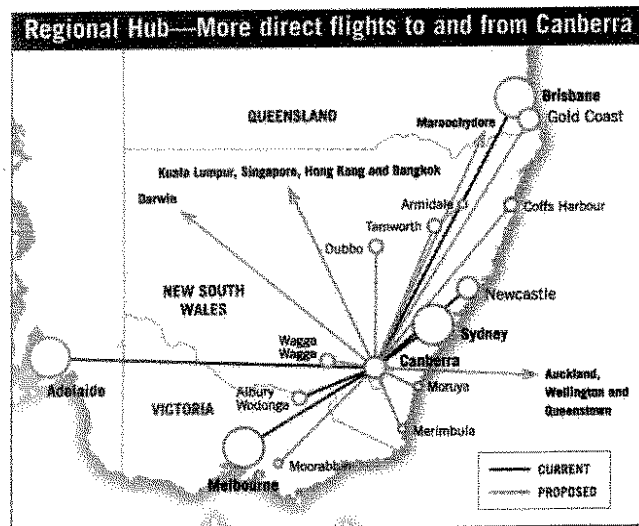 Regional Hub—More direct flights to and from Canberra
Brisbane
QUEENSLAND
Maroochydore
Gold Coast
Kuala Lumpur, Singapore, Hong Kong and Bangkok
Darwin
Armidale
Coffs Harbour
Tamworth
Dubbo
NEW SOUTH
WALES
Newcastle
Sydney
Wagga
Wagga
Canberra
Adelaide
Auckland,
Wellington and
Queenstown
Moruya
Albury
Wodonga
VICTORIA
Merimbula
Moorabbin
Melbourne
CURRENT
PROPOSED